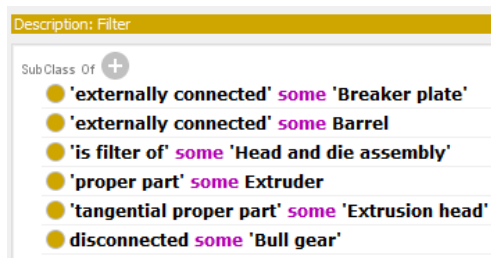 Description: Filter
SubClass Of
'externally connected' some 'Breaker plate'
'externally connected' some Barrel
'is filter of' some 'Head and die assembly'
'proper part' some Extruder
'tangential proper part' some 'Extrusion head'
disconnected some 'Bull gear'